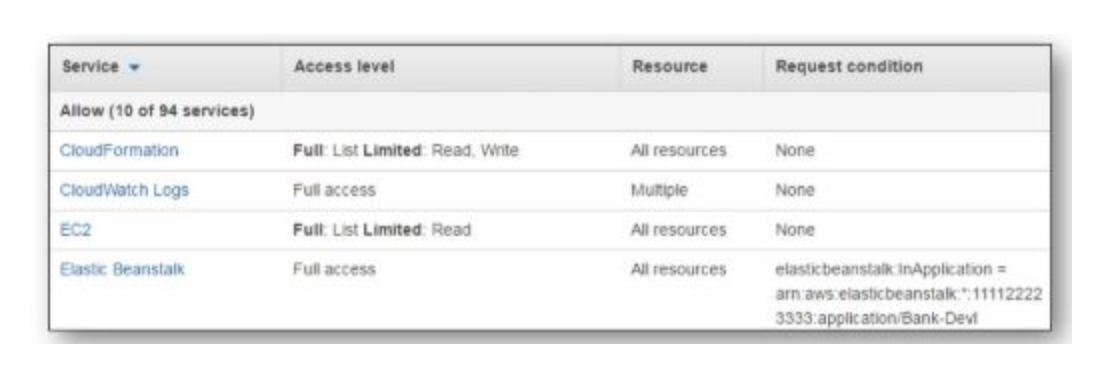 Service Access level Resource Request condition
Allow (10 of 94 services)
CloudFormation Full: List Limited: Read, Write All resources None
CloudWatch Logs Full access Multiple None
EC2 Full: List Limited: Read All resources None
Elastic Beanstalk Full access All resources elasticbeanstalk:InApplication =
arn:aws:elasticbeanstalk:*:11112222
3333:application/Bank-Devl